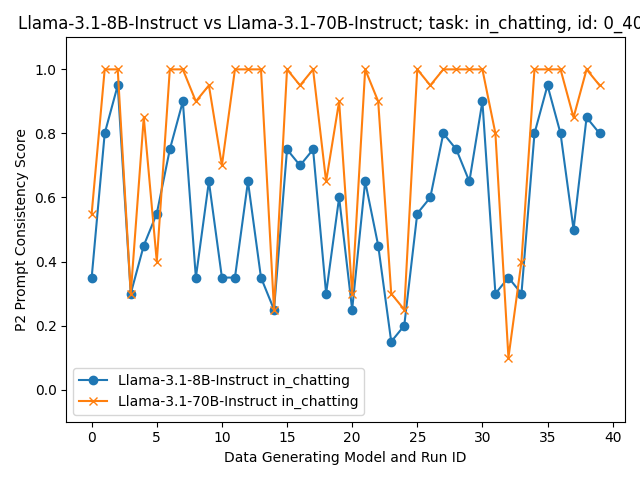 Llama-3.1-8B-Instruct vs Llama-3.1-70B-Instruct; task: in_chatting, id: 0_40
P2 Prompt Consistency Score
1.0
0.8
0.6
0.4
0.2
0.0
Llama-3.1-8B-Instruct in_chatting
Llama-3.1-70B-Instruct in_chatting
0 5 10 15 20 25 30 35 40
Data Generating Model and Run ID